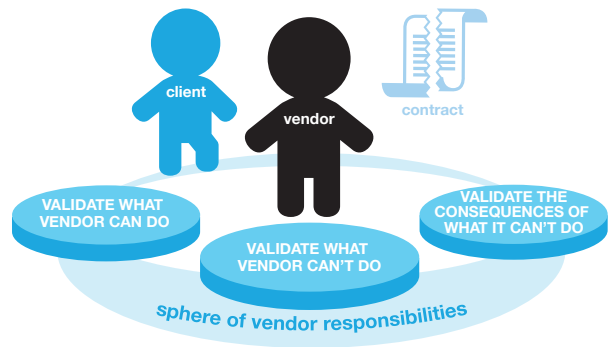 client
vendor
contract
VALIDATE WHAT
VENDOR CAN DO
VALIDATE WHAT
VENDOR CAN'T DO
VALIDATE THE
CONSEQUENCES OF
WHAT IT CAN'T DO
sphere of vendor responsibilities